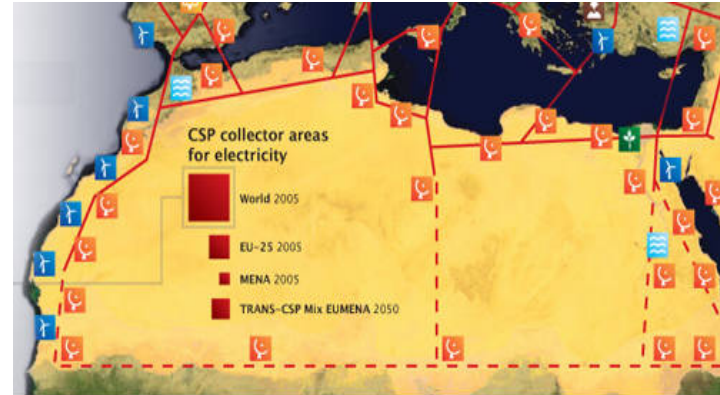 CSP collector areas
for electricity
World 2005
EU-25 2005
MENA 2005
TRANS-CSP Mix EUMENA 2050